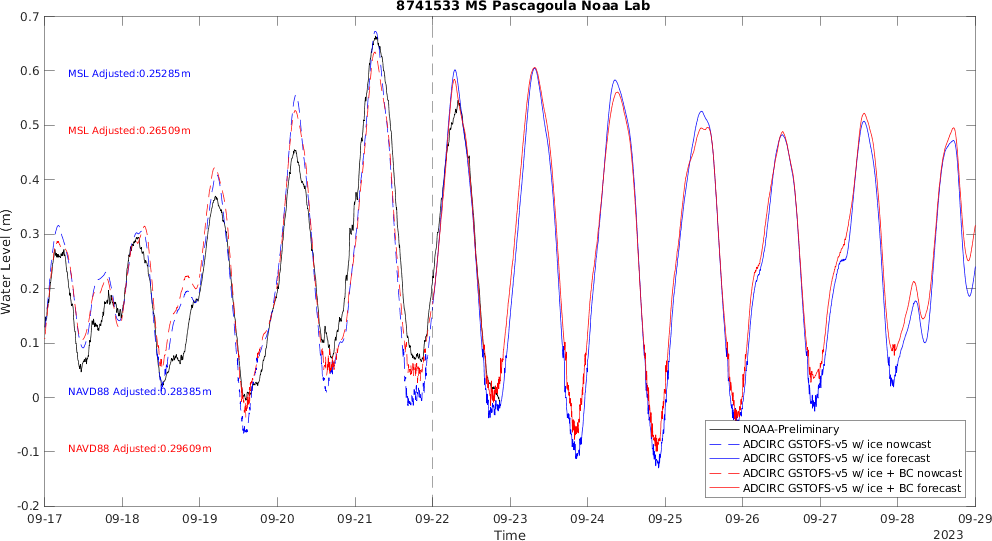 8741533 MS Pascagoula Noaa Lab
0.7
0.6
0.5
0.4
0.3
0.2
0.1
0
-0.1
-0.2
Water Level (m)
MSL Adjusted:0.25285m
MSL Adjusted:0.26509m
NAVD88 Adjusted:0.28385m
NAVD88 Adjusted:0.29609m
NOAA-Preliminary
ADCIRC GSTOFS-v5 w/ ice nowcast
ADCIRC GSTOFS-v5 w/ ice forecast
ADCIRC GSTOFS-v5 w/ ice + BC nowcast
ADCIRC GSTOFS-v5 w/ ice + BC forecast
09-17 09-18 09-19 09-20 09-21 09-22 09-23 09-24 09-25 09-26 09-27 09-28 09-29
Time
2023